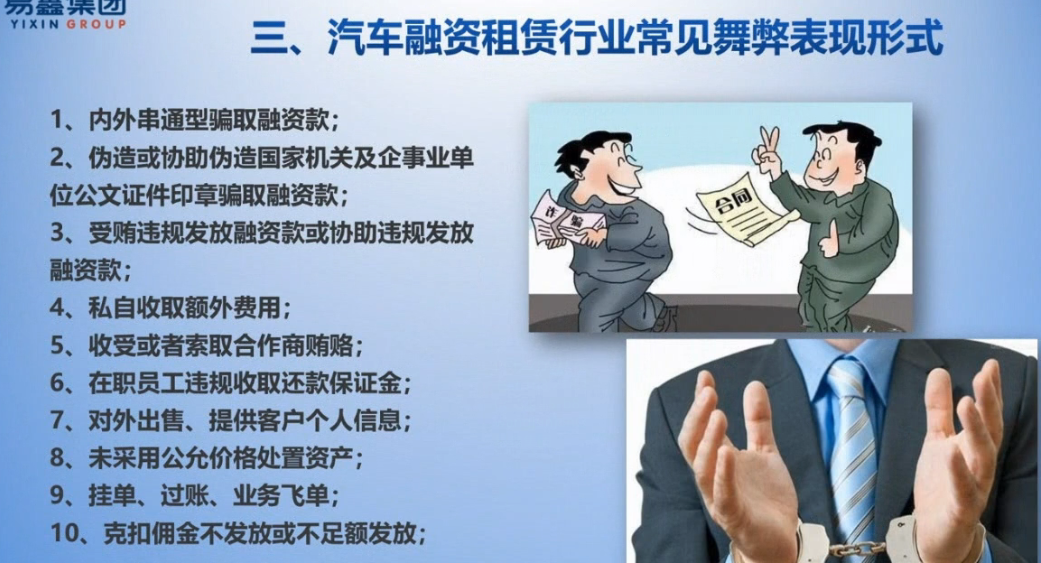 易鑫集团
YIXIN GROUP
三、汽车融资租赁行业常见舞弊表现形式
1、内外串通型骗取融资款；
2、伪造或协助伪造国家机关及企事业单
位公文证件印章骗取融资款；
3、受贿违规发放融资款或协助违规发放
融资款；
4、私自收取额外费用；
5、收受或者索取合作商贿赂；
6、在职员工违规收取还款保证金；
7、对外出售、提供客户个人信息；
8、未采用公允价格处置资产；
9、挂单、过账、业务飞单；
10、克扣佣金不发放或不足额发放；
诈骗
合同